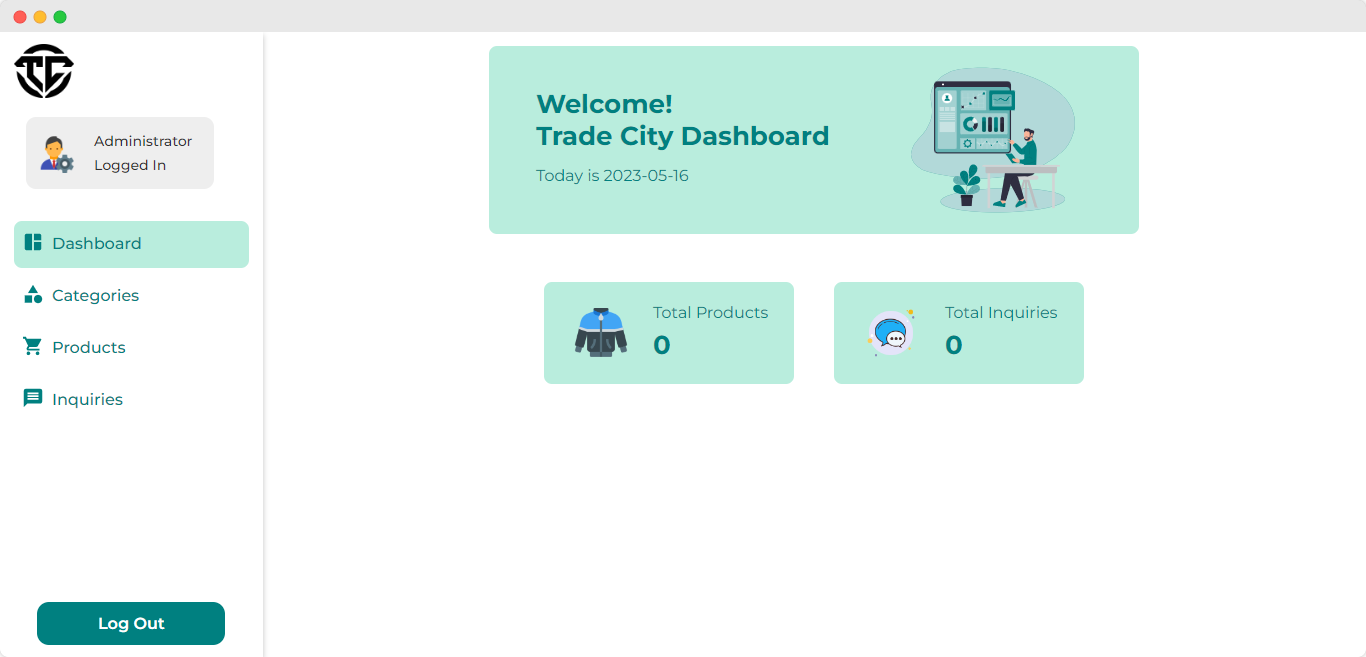 TC
Administrator
Logged In
Dashboard
Categories
Products
Inquiries
Log Out
Welcome!
Trade City Dashboard
Today is 2023-05-16
Total Products
0
Total Inquiries
0